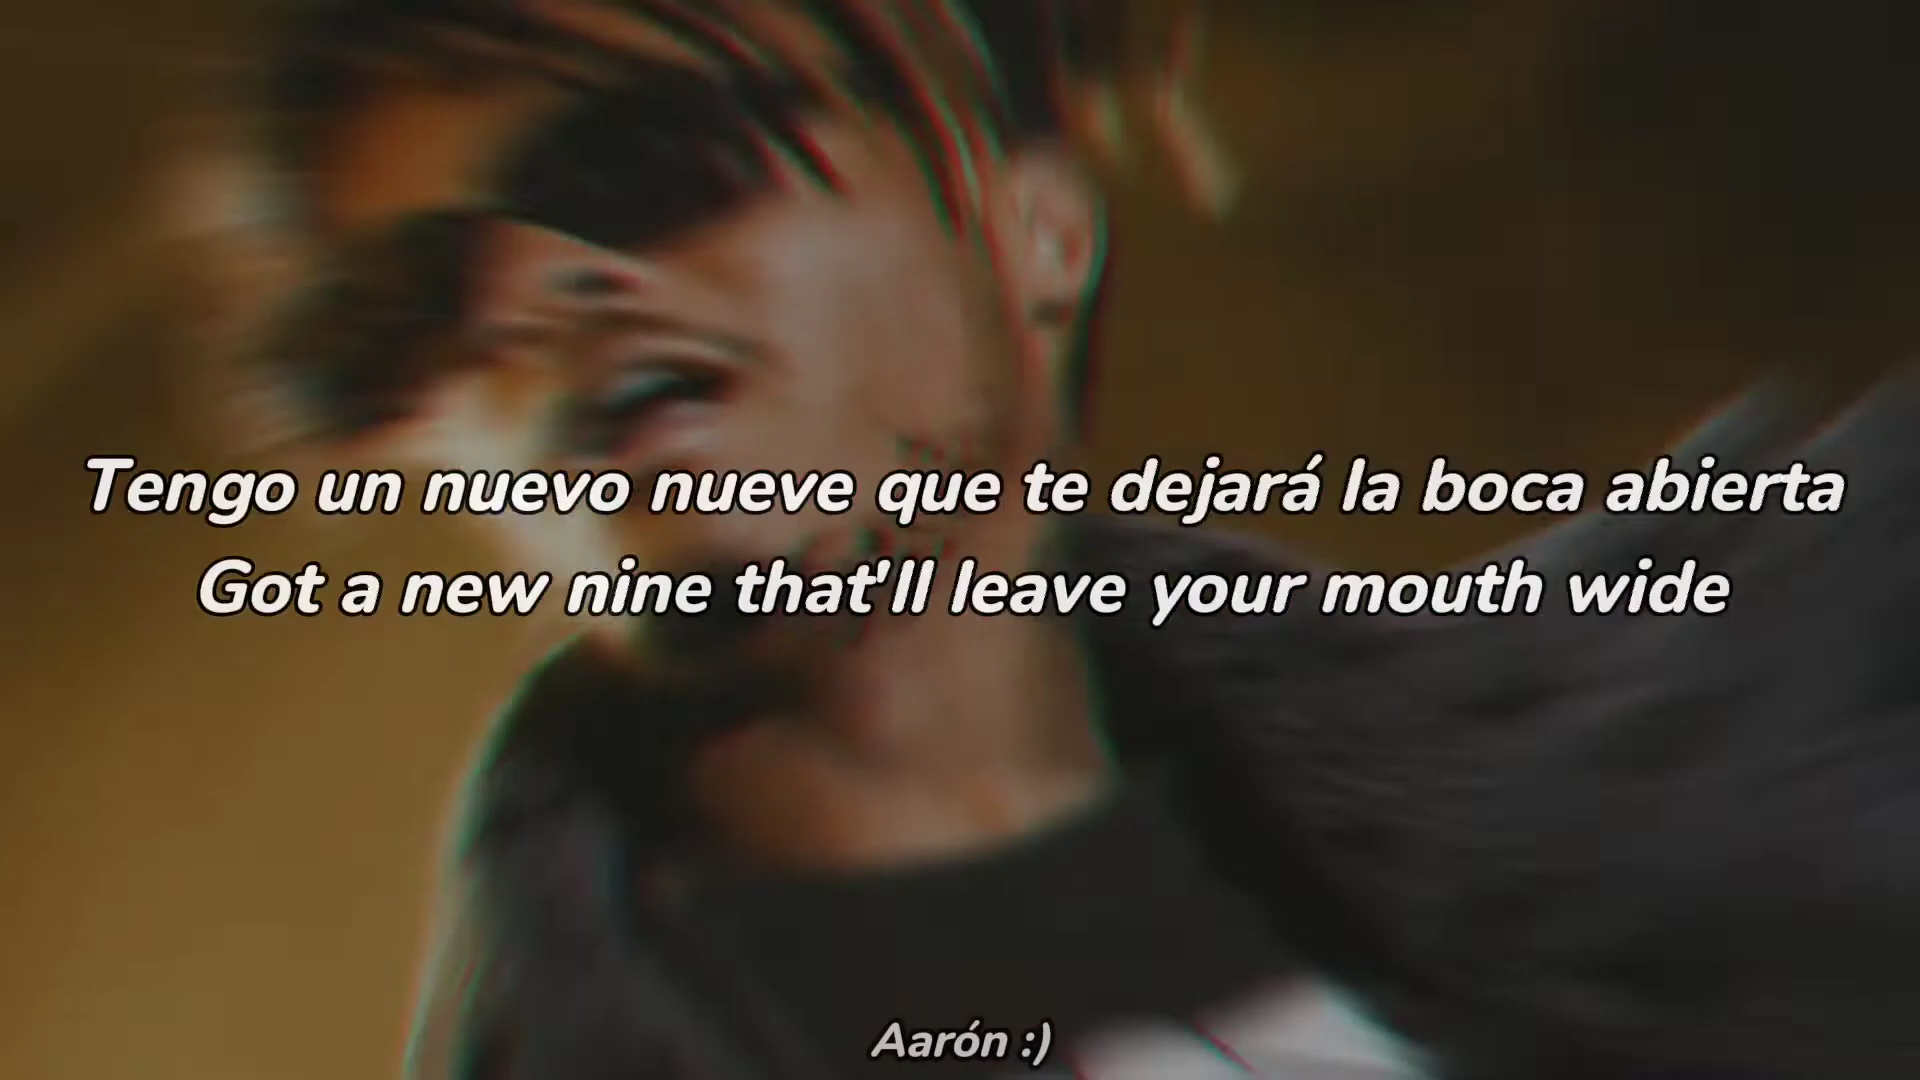 Tengo un nuevo nueve que te dejará la boca abierta
Got a new nine that'll leave your mouth wide
Aarón :)